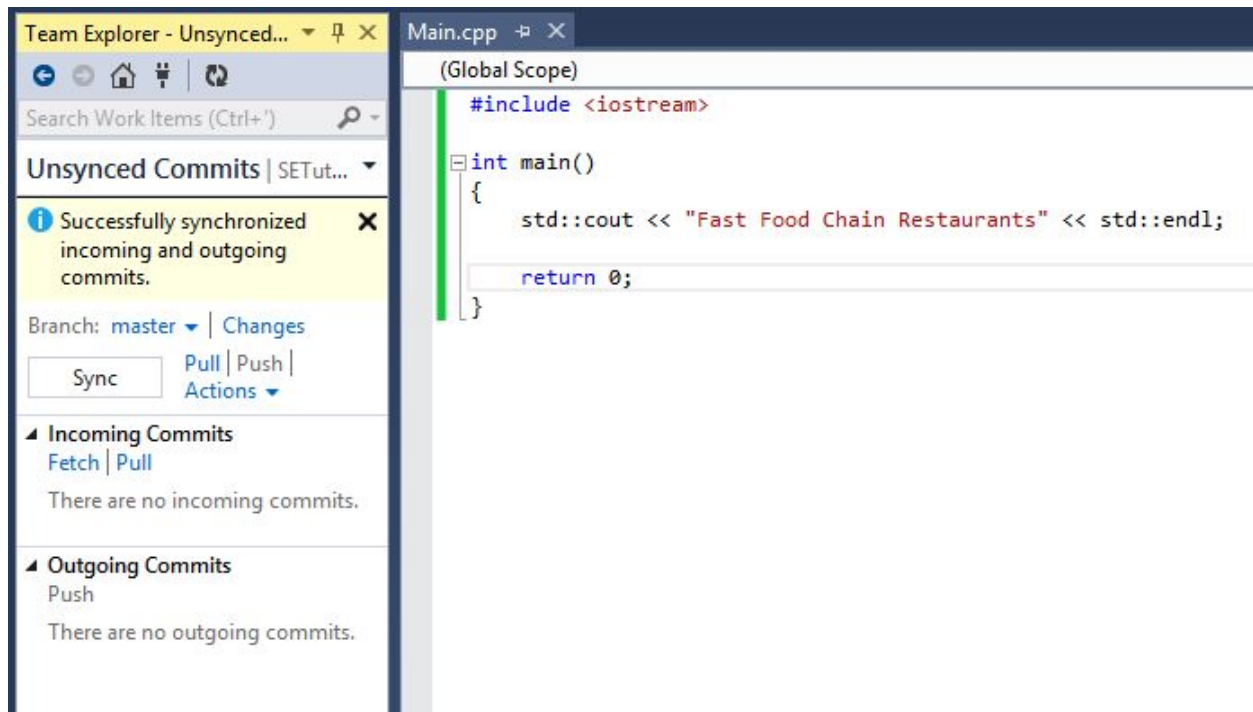 Team Explorer - Unsynced...
Search Work Items (Ctrl+')
Unsynced Commits | SETut...
Successfully synchronized
incoming and outgoing
commits.
Branch: master | Changes
Sync
Pull | Push |
Actions
Incoming Commits
Fetch | Pull
There are no incoming commits.
Outgoing Commits
Push
There are no outgoing commits.
Main.cpp
(Global Scope)
#include <iostream>
int main()
{
std::cout << "Fast Food Chain Restaurants" << std::endl;
return 0;
}